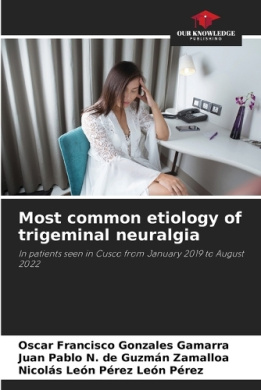 OUR KNOWLEDGE
PUBLISHING
Most common etiology of
trigeminal neuralgia
In patients seen in Cusco from January 2019 to August
2022
Oscar Francisco Gonzales Gamarra
Juan Pablo N. de Guzmán Zamalloa
Nicolás León Pérez León Pérez